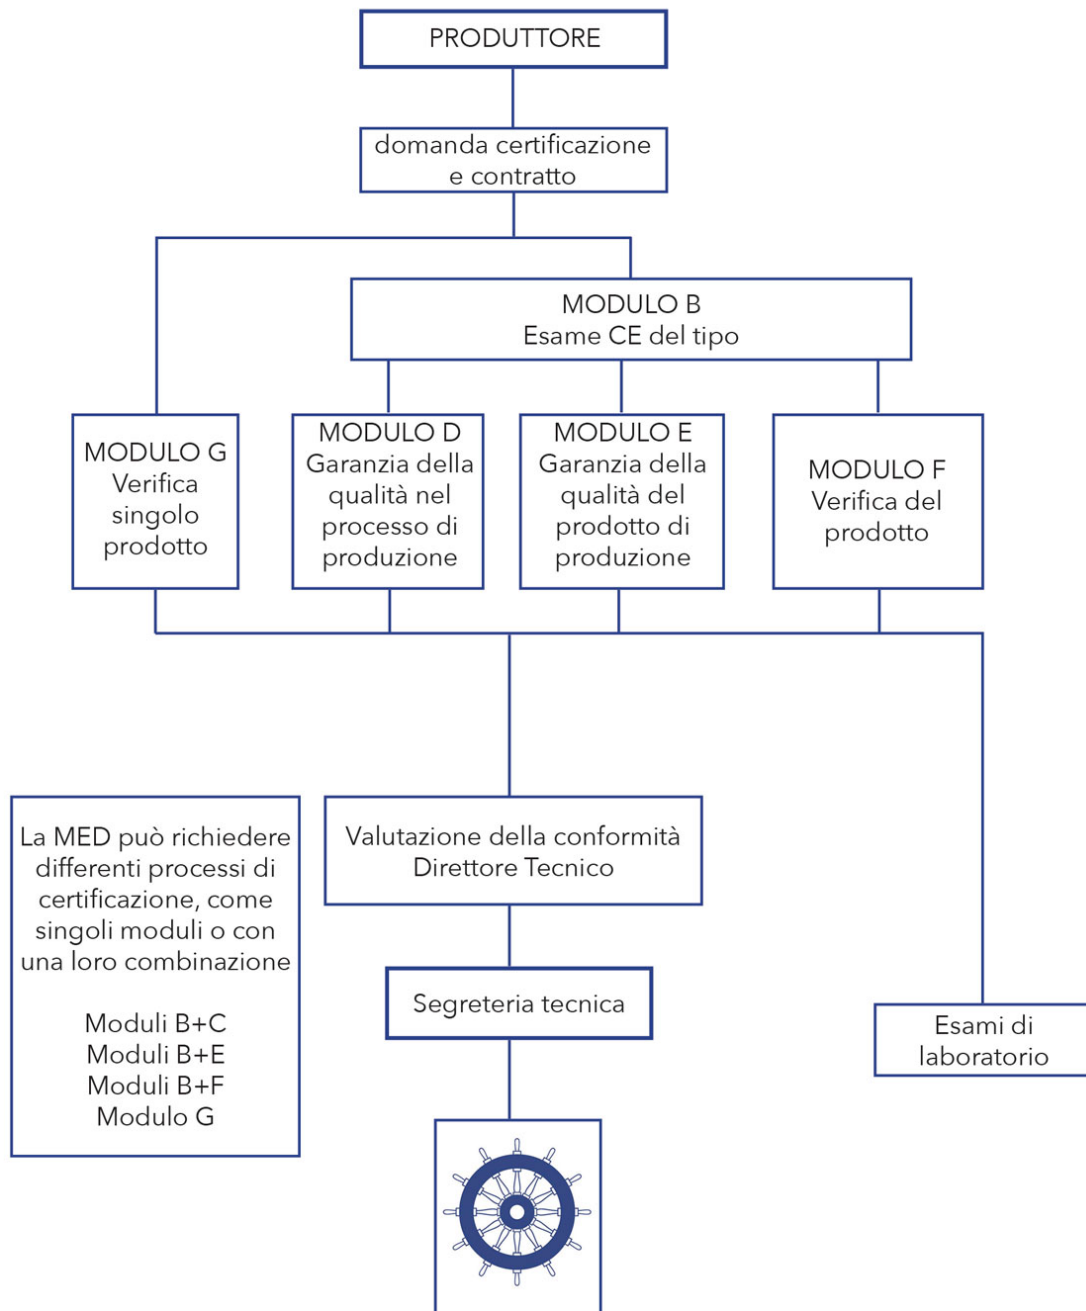 PRODUTTORE
domanda certificazione
e contratto
MODULO B
Esame CE del tipo
MODULO G
Verifica
singolo
prodotto
MODULO D
Garanzia della
qualità nel
processo di
produzione
MODULO E
Garanzia della
qualità del
prodotto di
produzione
MODULO F
Verifica del
prodotto
La MED può richiedere
differenti processi di
certificazione, come
singoli moduli o con
una loro combinazione
Moduli B+C
Moduli B+E
Moduli B+F
Modulo G
Valutazione della conformità
Direttore Tecnico
Segreteria tecnica
Esami di
laboratorio